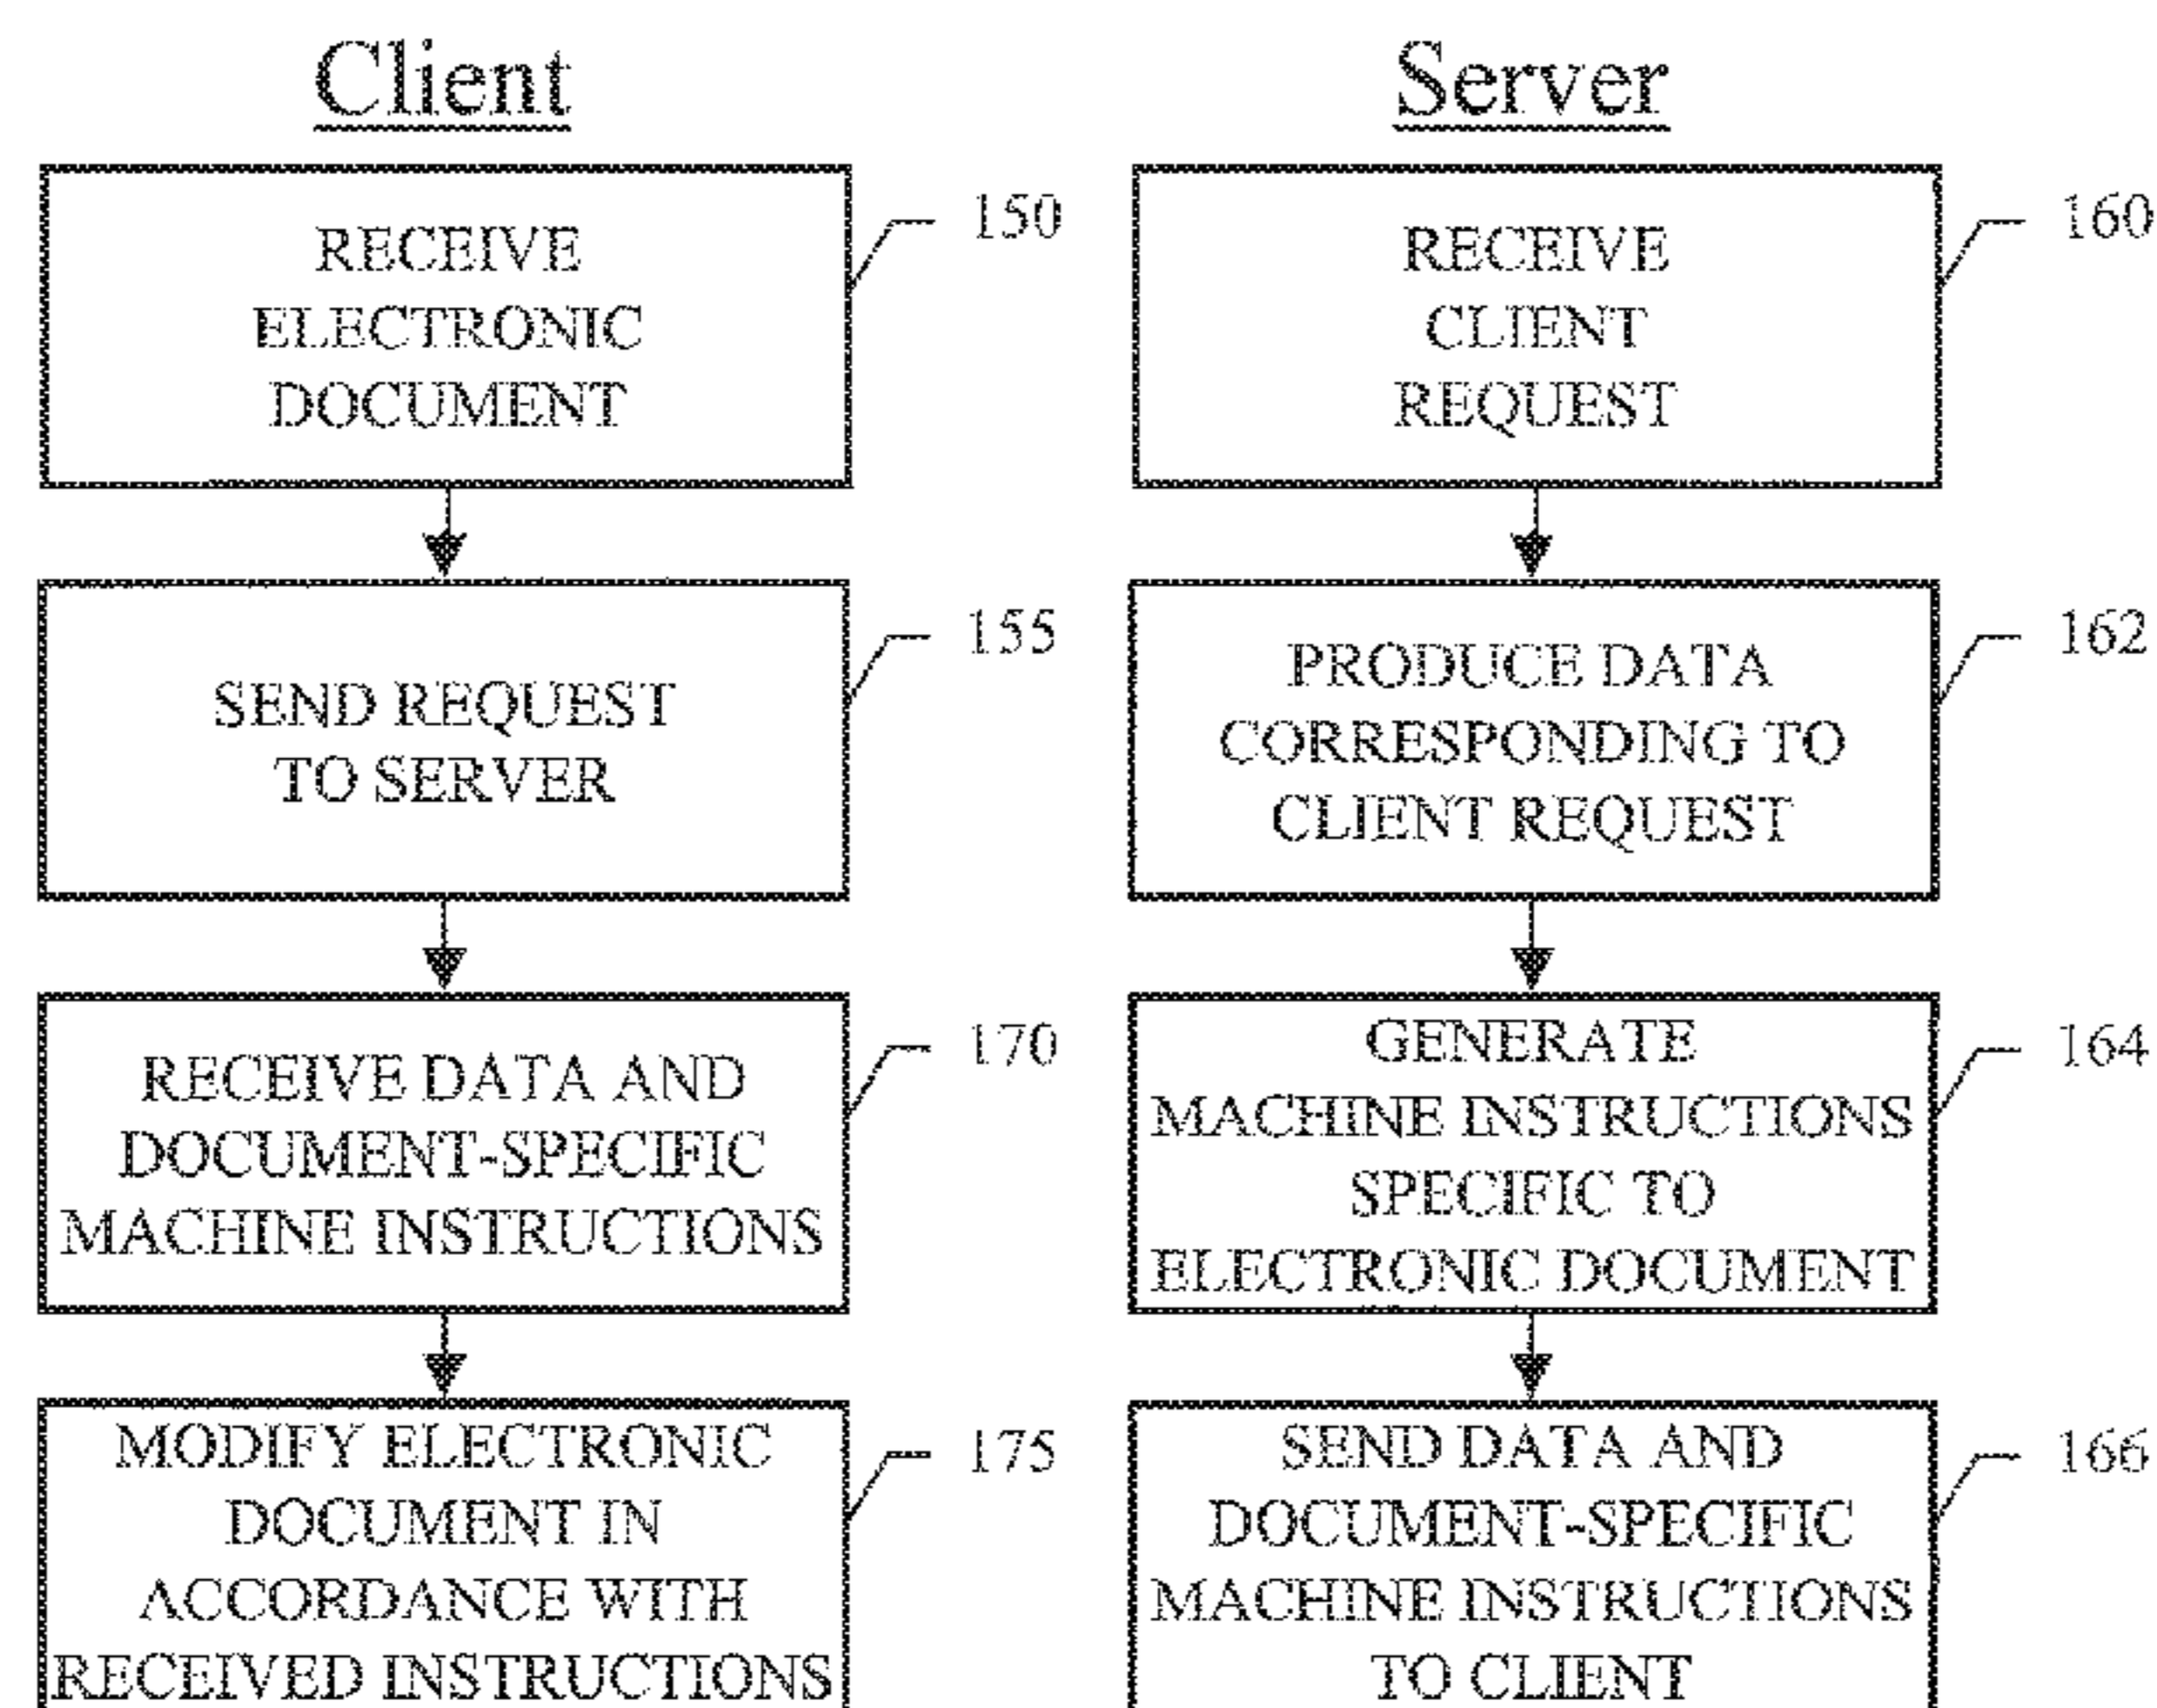 Client
RECEIVE
ELECTRONIC
DOCUMENT
150
SEND REQUEST
TO SERVER
155
RECEIVE DATA AND
DOCUMENT-SPECIFIC
MACHINE INSTRUCTIONS
170
MODIFY ELECTRONIC
DOCUMENT IN
ACCORDANCE WITH
RECEIVED INSTRUCTIONS
175
Server
RECEIVE
CLIENT
REQUEST
160
PRODUCE DATA
CORRESPONDING TO
CLIENT REQUEST
162
GENERATE
MACHINE INSTRUCTIONS
SPECIFIC TO
ELECTRONIC DOCUMENT
164
SEND DATA AND
DOCUMENT-SPECIFIC
MACHINE INSTRUCTIONS
TO CLIENT
166